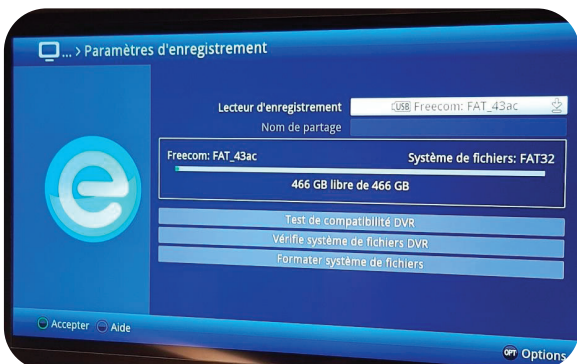 ... > Paramètres d'enregistrement
Lecteur d'enregistrement USB Freecom: FAT_43ac
Nom de partage
Freecom: FAT_43ac Système de fichiers: FAT32
466 GB libre de 466 GB
Test de compatibilité DVR
Vérifie système de fichiers DVR
Formater système de fichiers
Accepter Aide
OPT Options